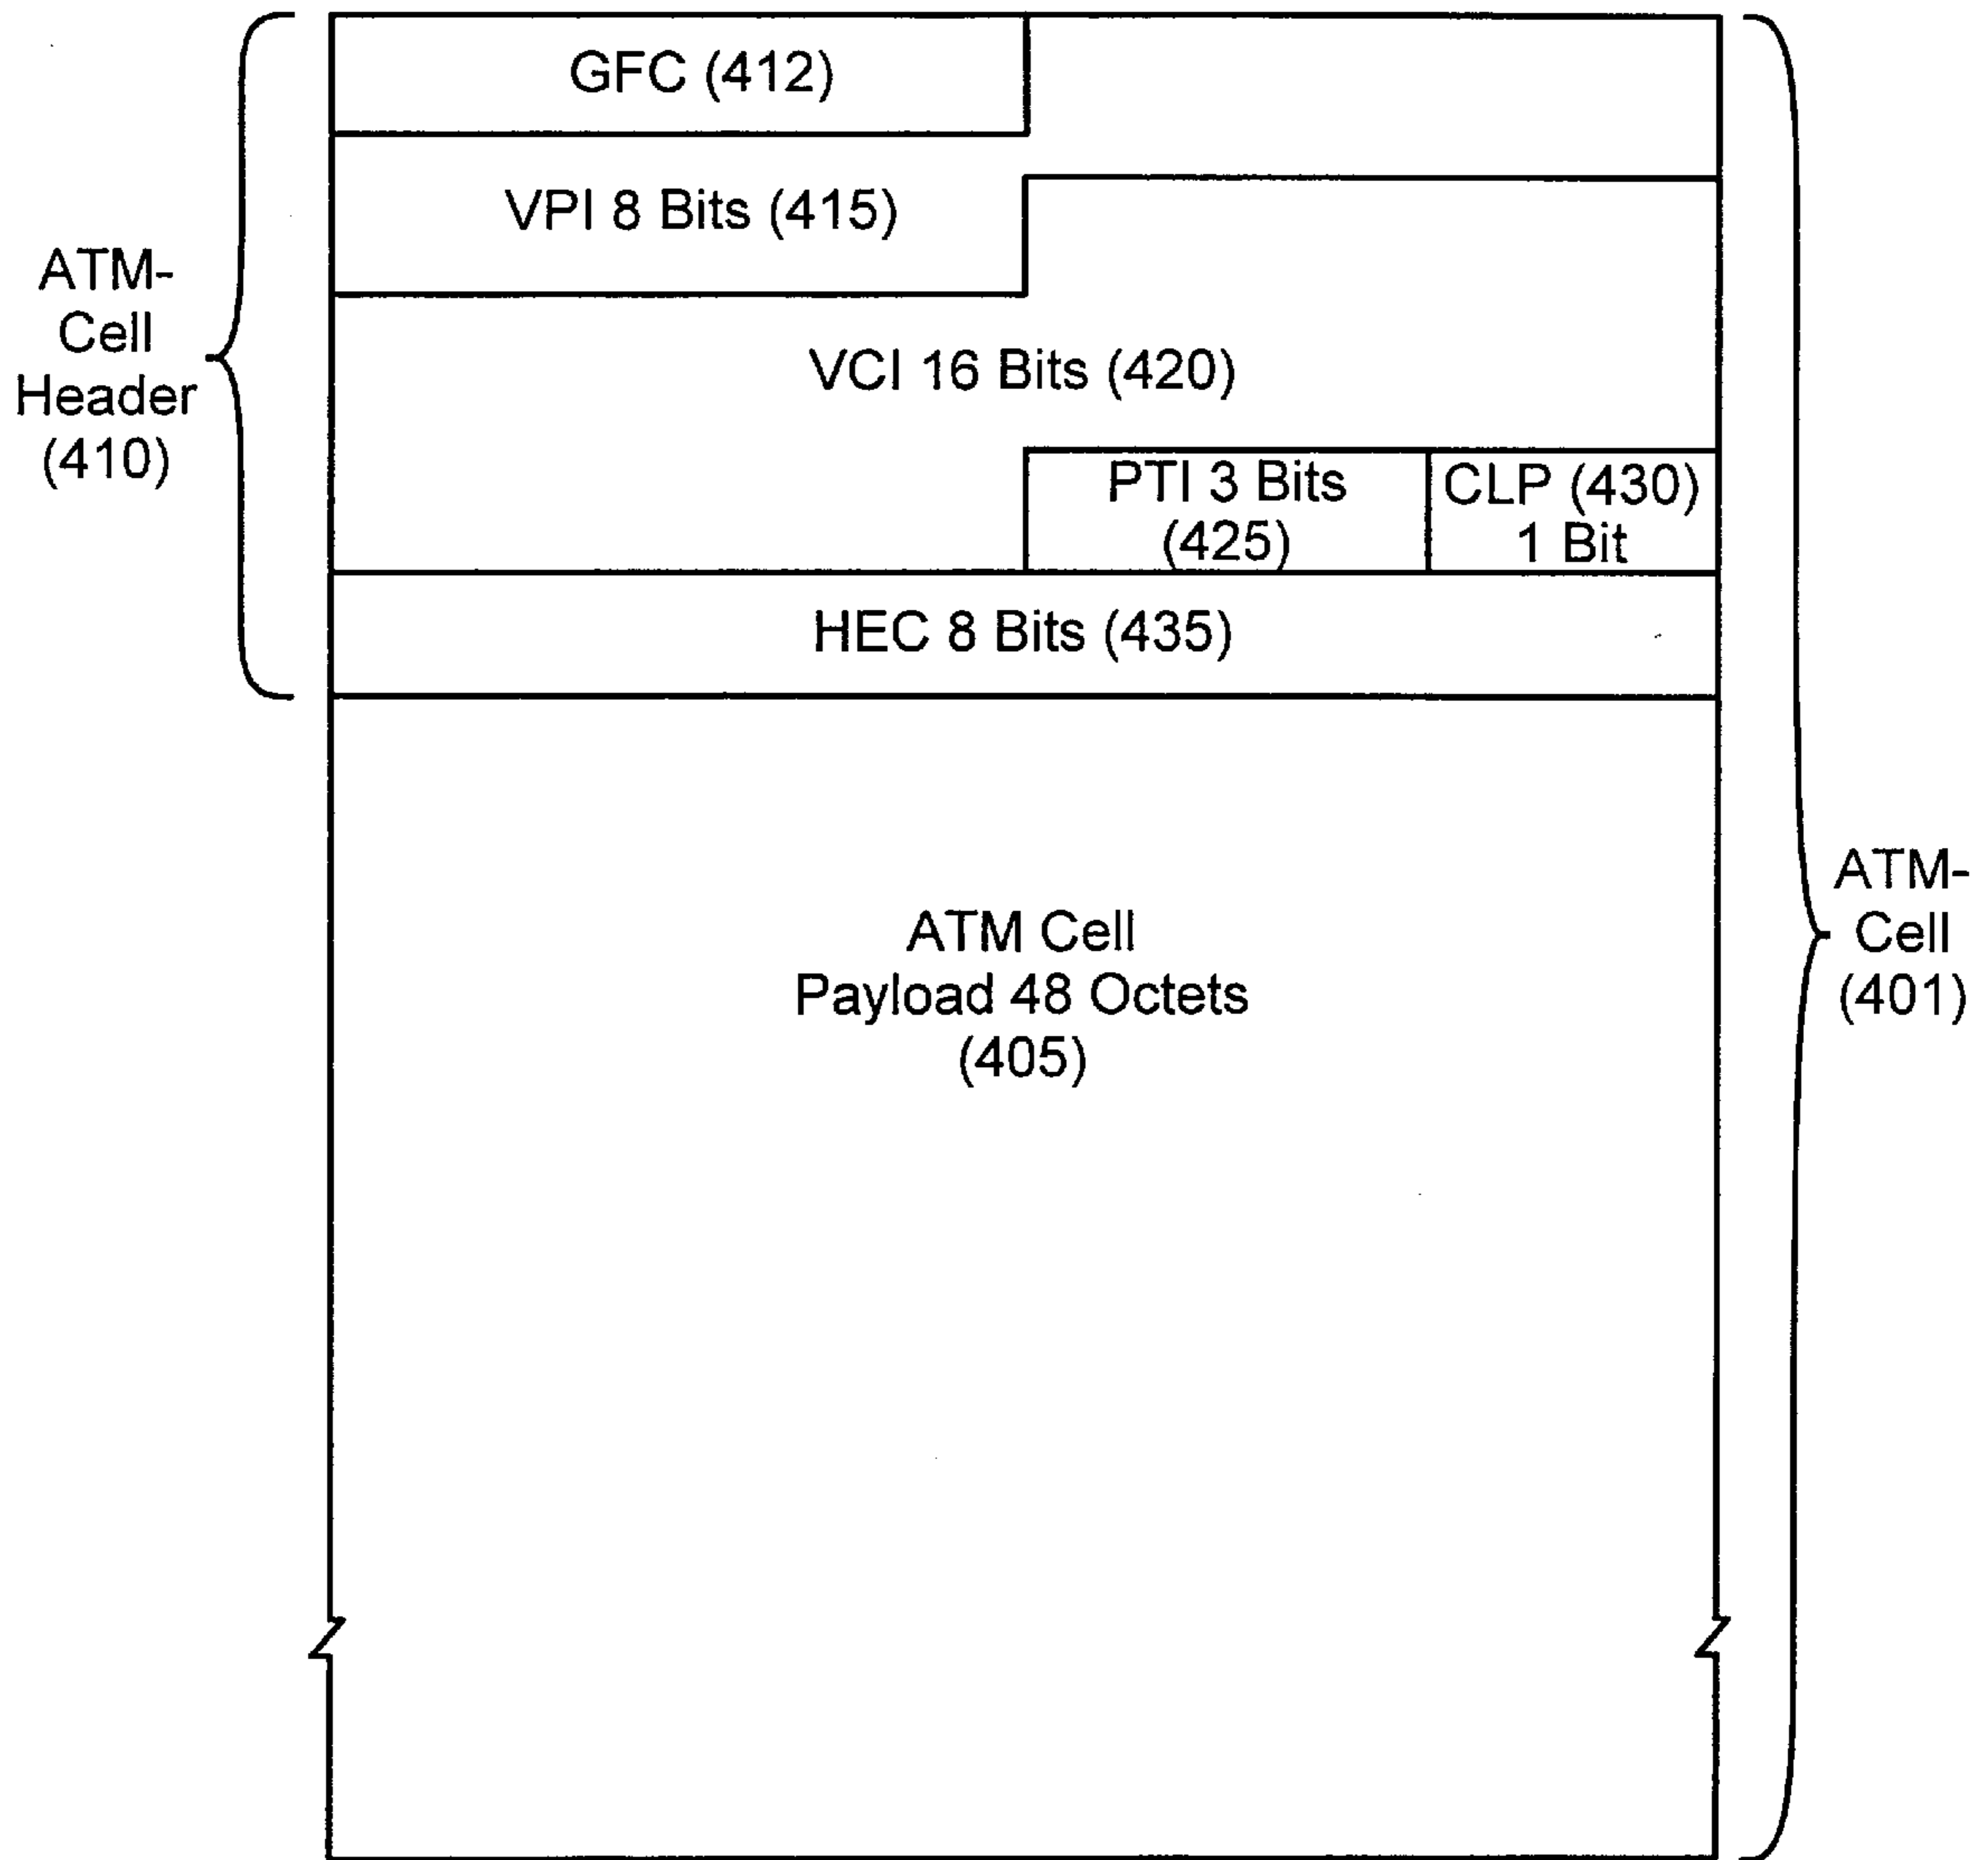 GFC (412)
VPI 8 Bits (415)
ATM-
Cell
Header
(410)
VCI 16 Bits (420)
PTI 3 Bits
(425)
CLP (430)
1 Bit
HEC 8 Bits (435)
ATM Cell
Payload 48 Octets
(405)
ATM-
Cell
(401)